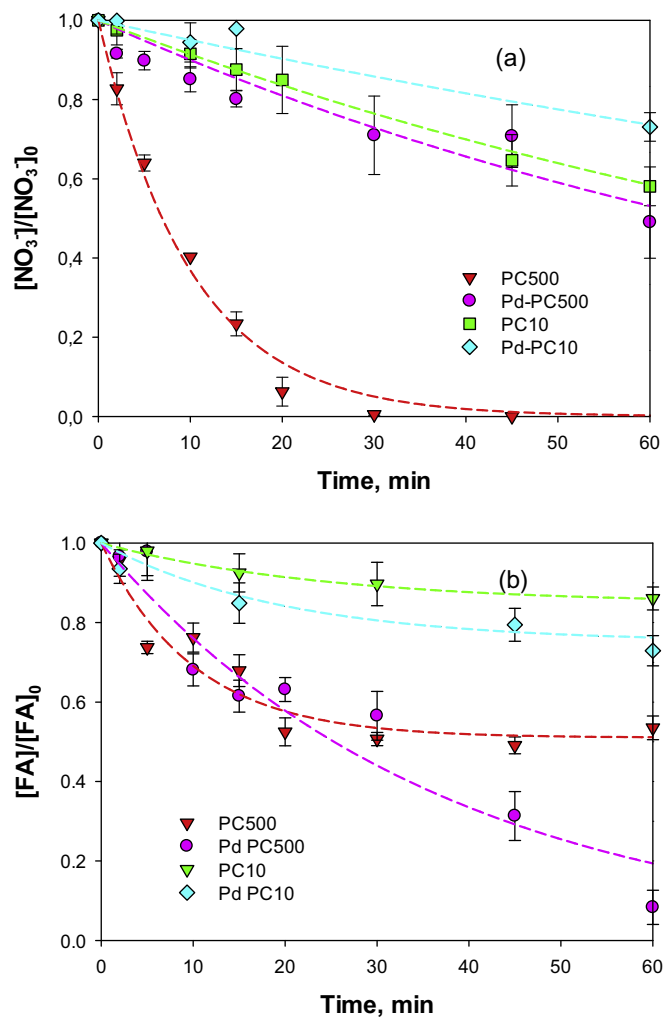 1,0
0,8
0,6
0,4
0,2
0,0
[NO3-]/[NO3-]0
(a)
PC500
Pd-PC500
PC10
Pd-PC10
0 10 20 30 40 50 60
Time, min
1.0
0.8
0.6
0.4
0.2
0.0
[FA]/[FA]0
(b)
PC500
Pd PC500
PC10
Pd PC10
0 10 20 30 40 50 60
Time, min